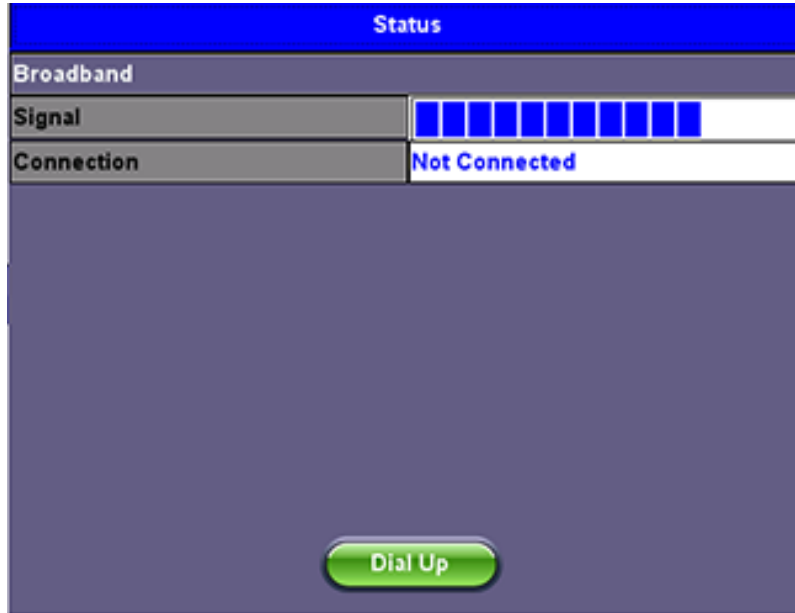 Status
Broadband
Signal
Connection Not Connected
Dial Up